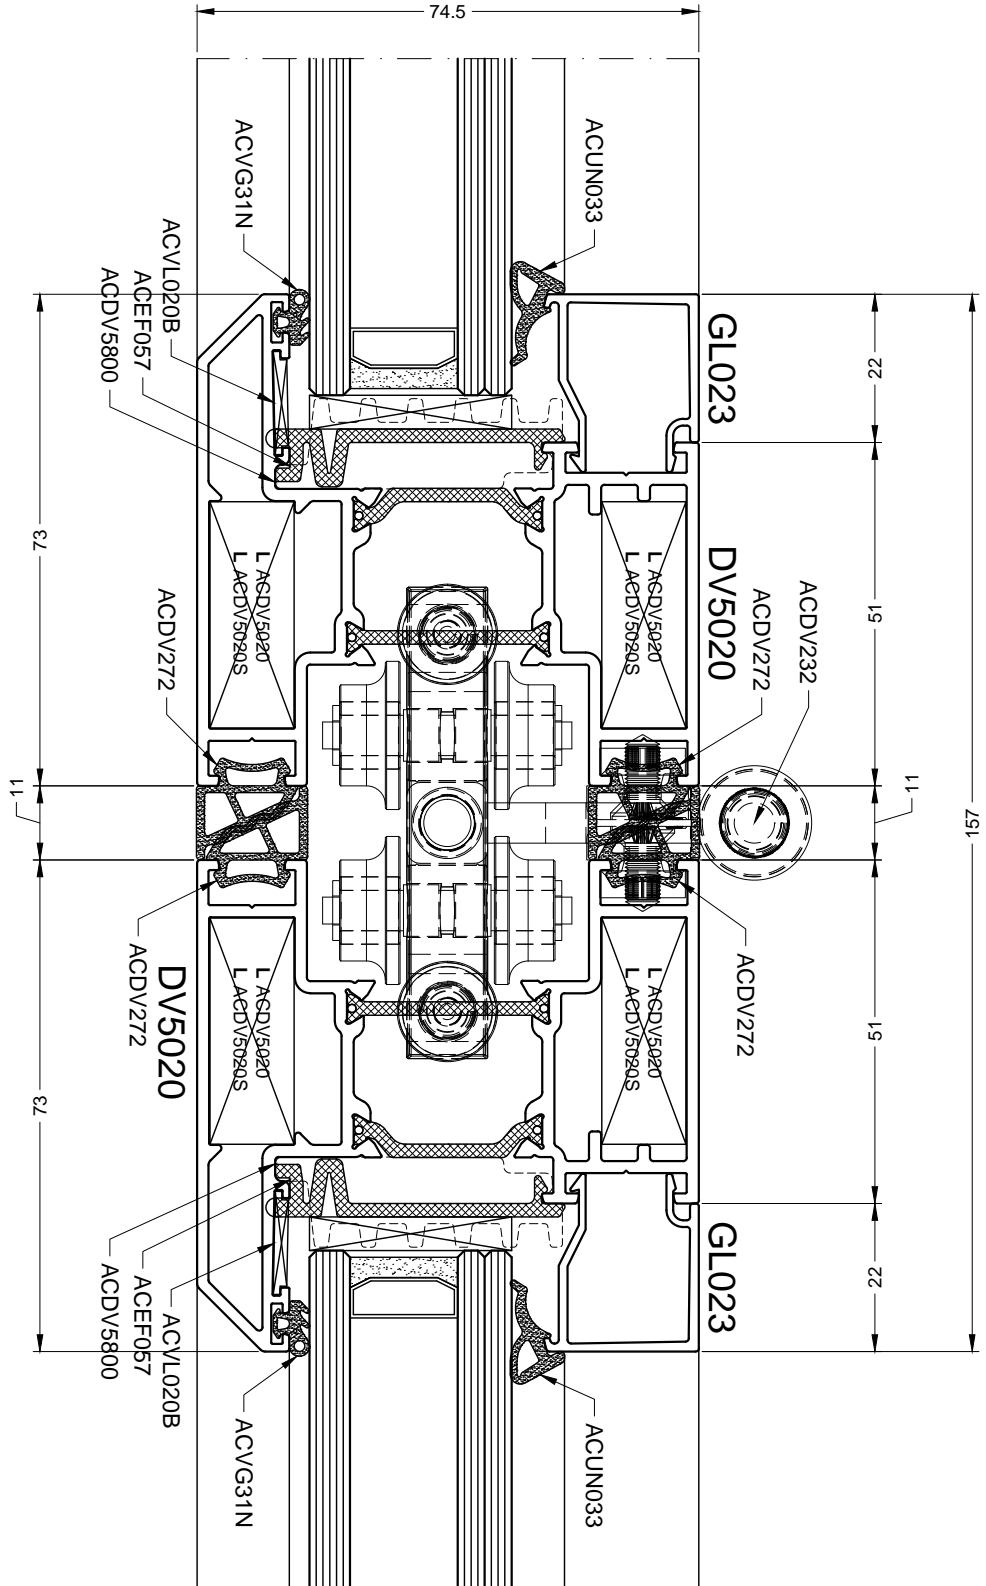 74.5
ACVG31N
ACUN033
ACVL020B
ACEF057
ACDV5800
GL023
22
73
51
157
DV5020
ACDV272
ACDV232
L ACDV5020
L ACDV5020S
L ACDV5020
L ACDV5020S
ACDV272
11
11
ACDV272
ACDV272
DV5020
L ACDV5020
L ACDV5020S
L ACDV5020
L ACDV5020S
73
51
GL023
22
ACVL020B
ACEF057
ACDV5800
ACVG31N
ACUN033